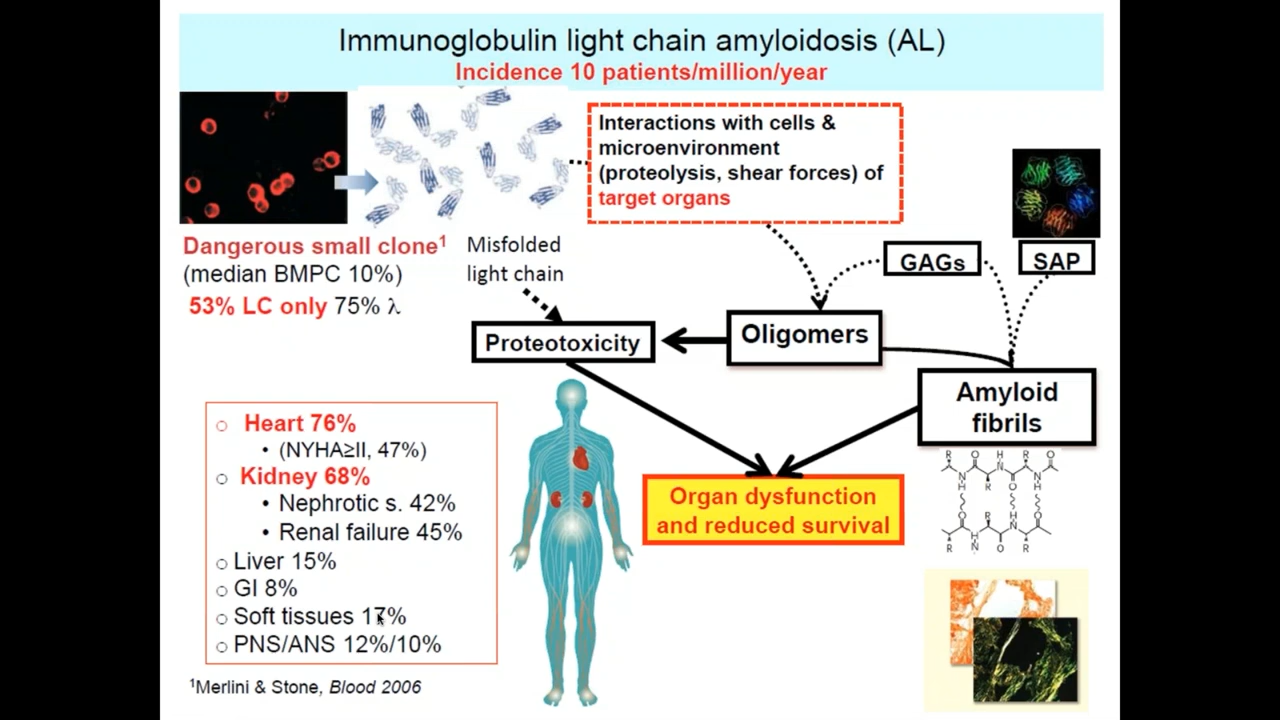 Immunoglobulin light chain amyloidosis (AL)
Incidence 10 patients/million/year
Interactions with cells &
microenvironment
(proteolysis, shear forces) of
target organs
Dangerous small clone¹
(median BMPC 10%)
53% LC only 75% λ
Misfolded
light chain
GAGs
SAP
Proteotoxicity
Oligomers
Amyloid
fibrils
Organ dysfunction
and reduced survival
○ Heart 76%
• (NYHA≥II, 47%)
○ Kidney 68%
• Nephrotic s. 42%
• Renal failure 45%
○ Liver 15%
○ GI 8%
○ Soft tissues 17%
○ PNS/ANS 12%/10%
¹Merlini & Stone, Blood 2006